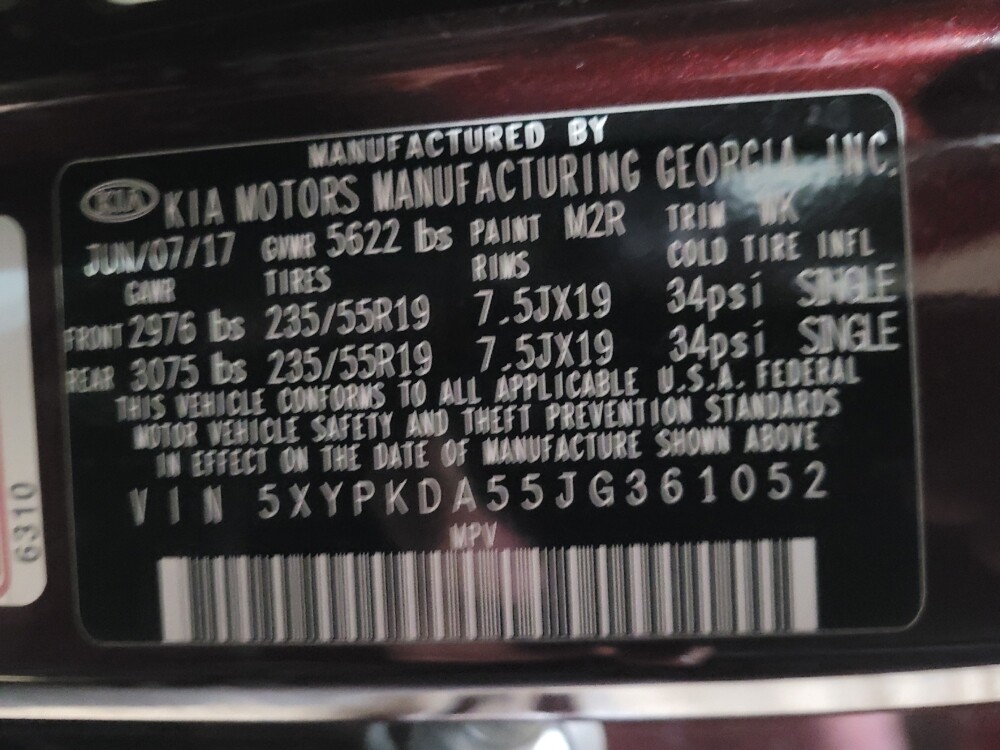 MANUFACTURED BY
KIA KIA MOTORS MANUFACTURING GEORGIA, INC.
JUN/07/17 GVWR 5622 lbs PAINT M2R TRIM WK
GAWR TIRES RIMS COLD TIRE INFL
FRONT 2976 lbs 235/55R19 7.5JX19 34psi SINGLE
REAR 3075 lbs 235/55R19 7.5JX19 34psi SINGLE
THIS VEHICLE CONFORMS TO ALL APPLICABLE U.S.A. FEDERAL
MOTOR VEHICLE SAFETY AND THEFT PREVENTION STANDARDS
IN EFFECT ON THE DATE OF MANUFACTURE SHOWN ABOVE
VIN 5XYPKDA55JG361052
MPV
6310